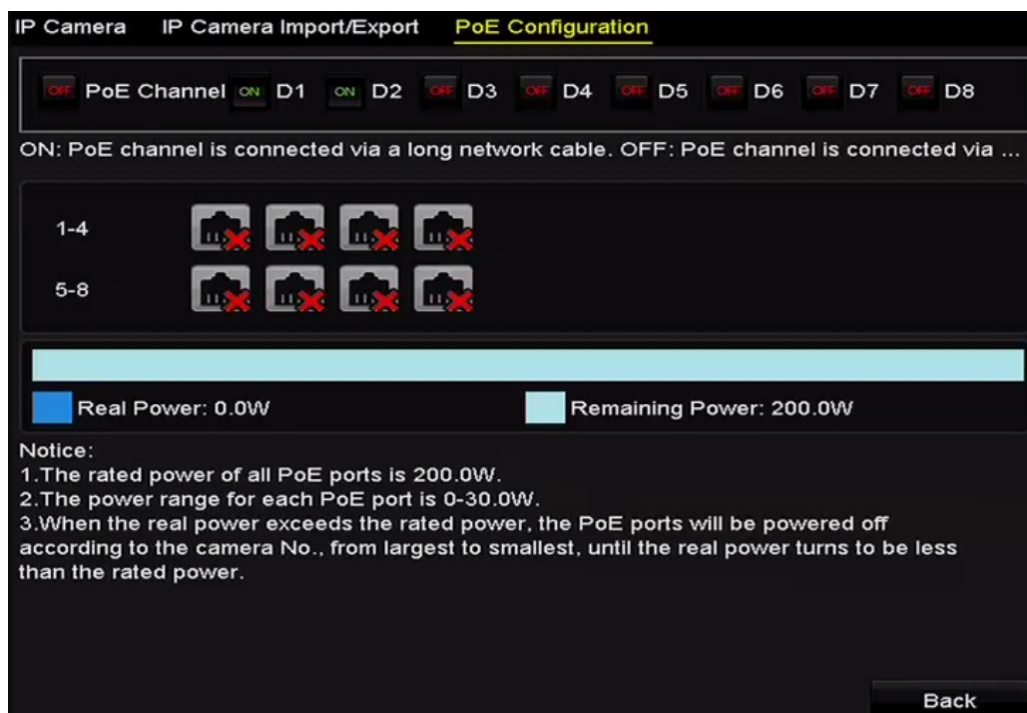 IP Camera IP Camera Import/Export PoE Configuration
OFF PoE Channel ON D1 ON D2 OFF D3 OFF D4 OFF D5 OFF D6 OFF D7 OFF D8
ON: PoE channel is connected via a long network cable. OFF: PoE channel is connected via ...
1-4
5-8
Real Power: 0.0W Remaining Power: 200.0W
Notice:
1.The rated power of all PoE ports is 200.0W.
2.The power range for each PoE port is 0-30.0W.
3.When the real power exceeds the rated power, the PoE ports will be powered off
according to the camera No., from largest to smallest, until the real power turns to be less
than the rated power.
Back